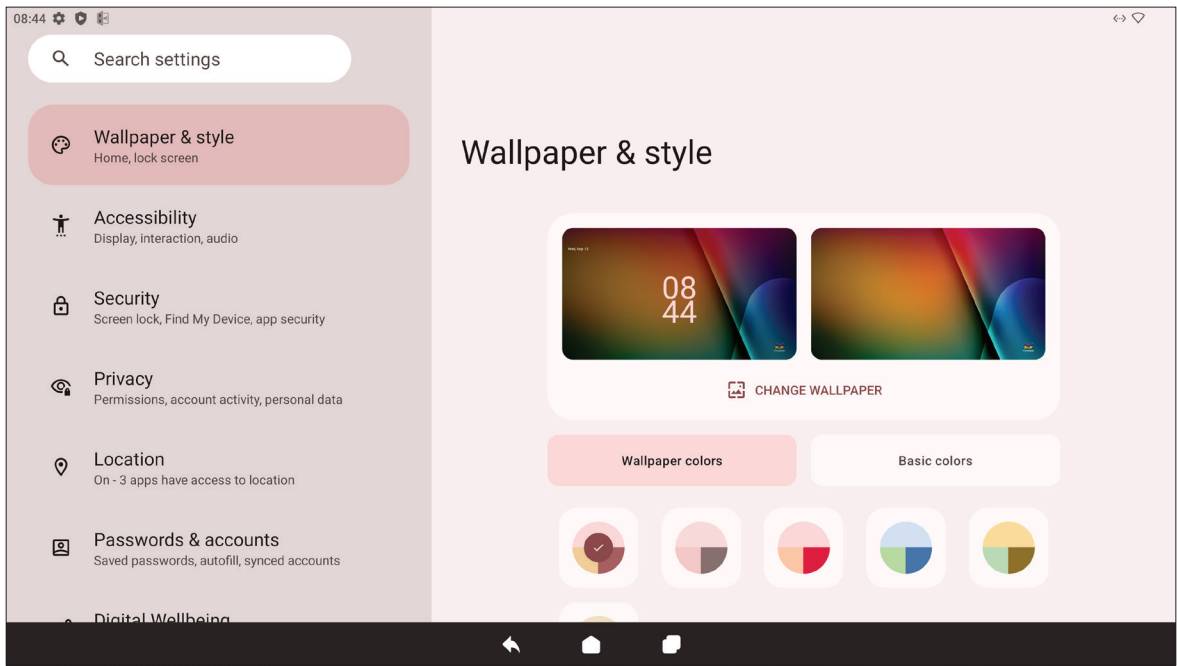 08:44
Search settings
Wallpaper & style
Home, lock screen
Accessibility
Display, interaction, audio
Security
Screen lock, Find My Device, app security
Privacy
Permissions, account activity, personal data
Location
On - 3 apps have access to location
Passwords & accounts
Saved passwords, autofill, synced accounts
Digital Wellbeing
Wallpaper & style
08
44
CHANGE WALLPAPER
Wallpaper colors
Basic colors